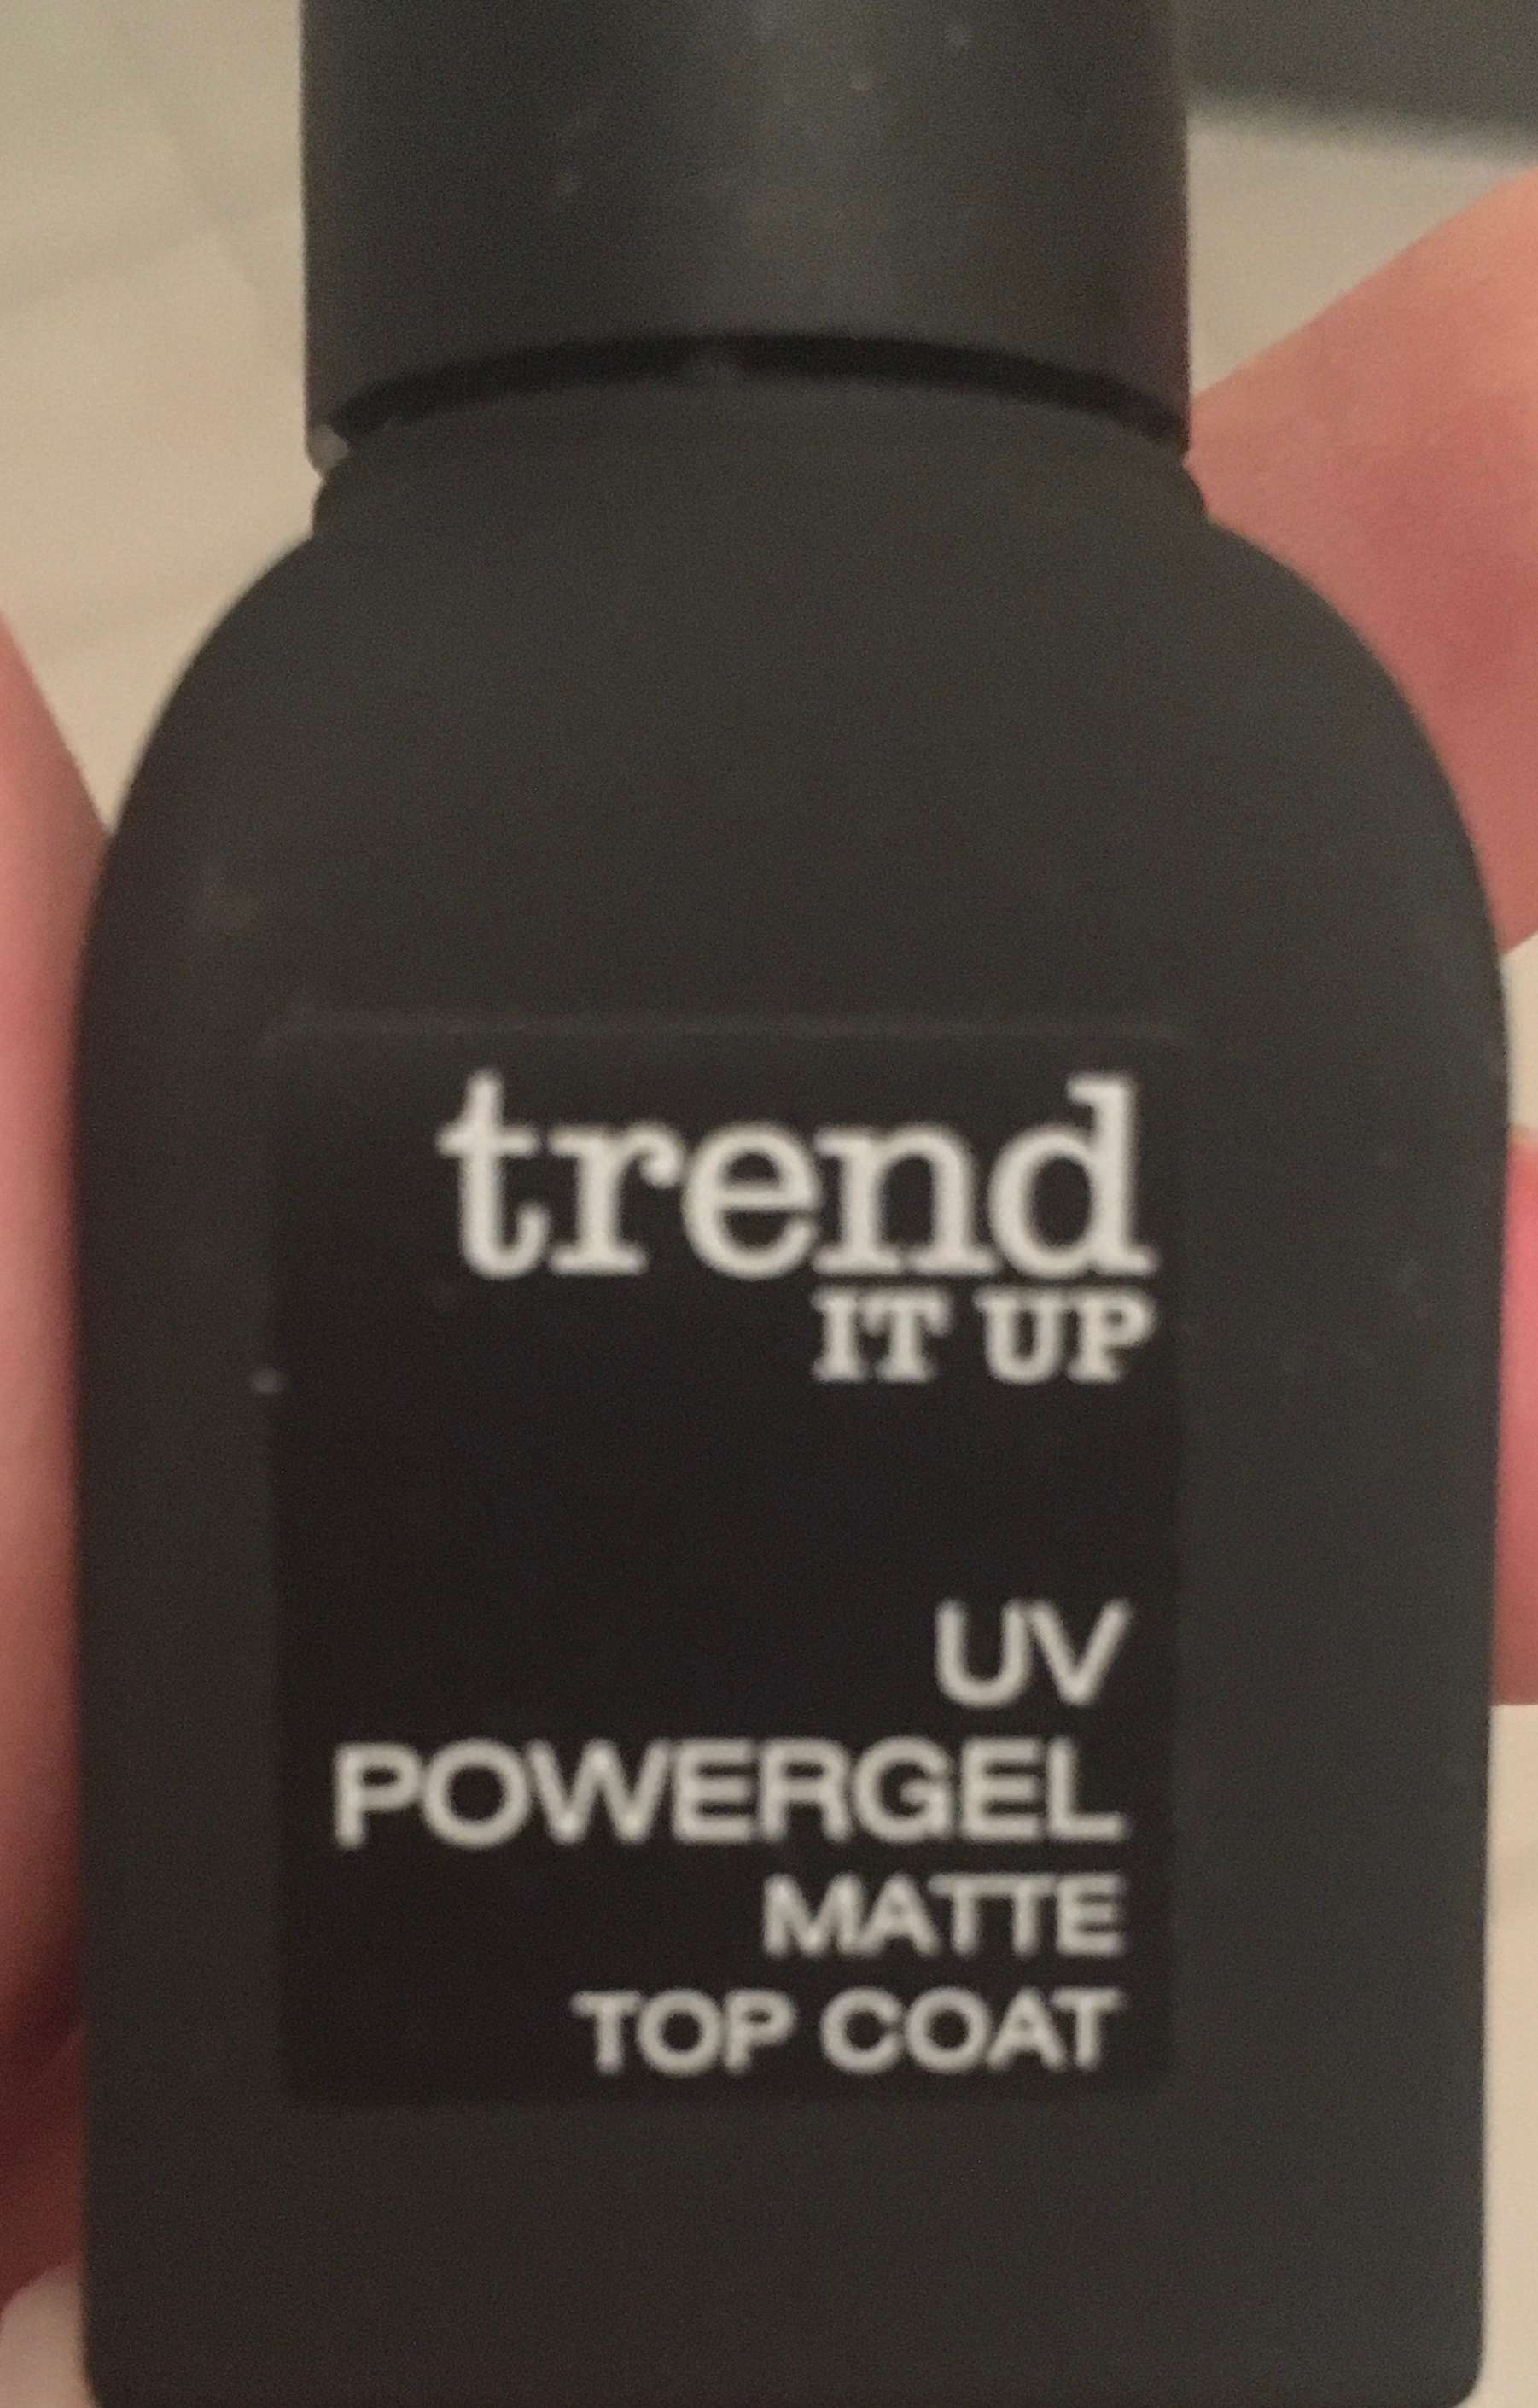 trend
IT UP
UV
POWERGEL
MATTE
TOP COAT